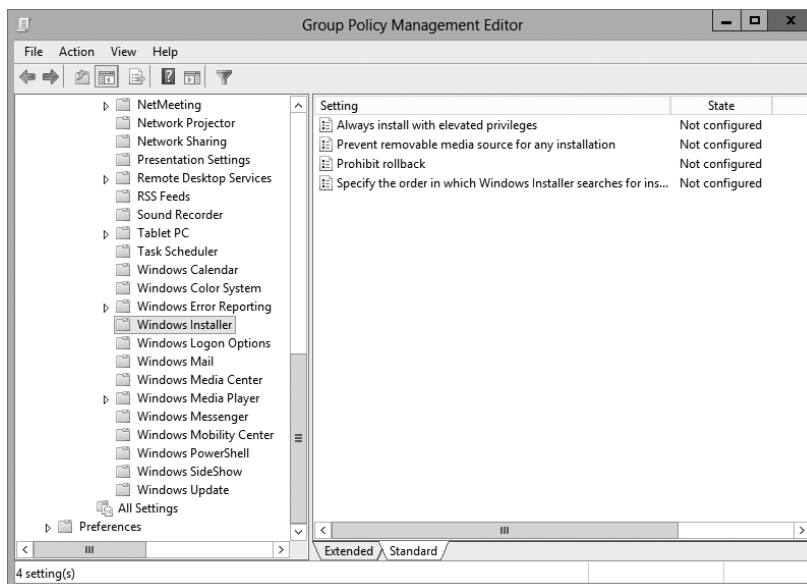 Group Policy Management Editor
File Action View Help
NetMeeting
Network Projector
Network Sharing
Presentation Settings
Remote Desktop Services
RSS Feeds
Sound Recorder
Tablet PC
Task Scheduler
Windows Calendar
Windows Color System
Windows Error Reporting
Windows Installer
Windows Logon Options
Windows Mail
Windows Media Center
Windows Media Player
Windows Messenger
Windows Mobility Center
Windows PowerShell
Windows SideShow
Windows Update
All Settings
Preferences
Setting State
Always install with elevated privileges Not configured
Prevent removable media source for any installation Not configured
Prohibit rollback Not configured
Specify the order in which Windows Installer searches for ins... Not configured
Extended Standard
4 setting(s)